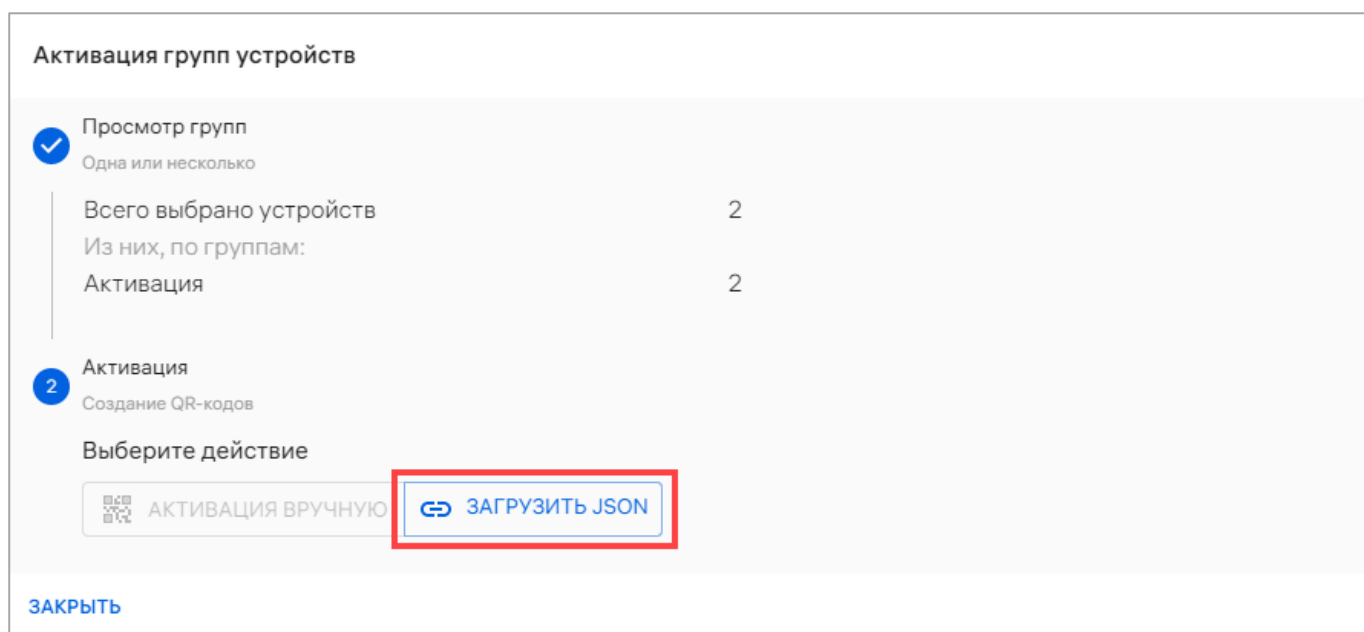 Активация групп устройств
Просмотр групп
Одна или несколько
Всего выбрано устройств 2
Из них, по группам:
Активация 2
2 Активация
Создание QR-кодов
Выберите действие
АКТИВАЦИЯ ВРУЧНУЮ ЗАГРУЗИТЬ JSON
ЗАКРЫТЬ